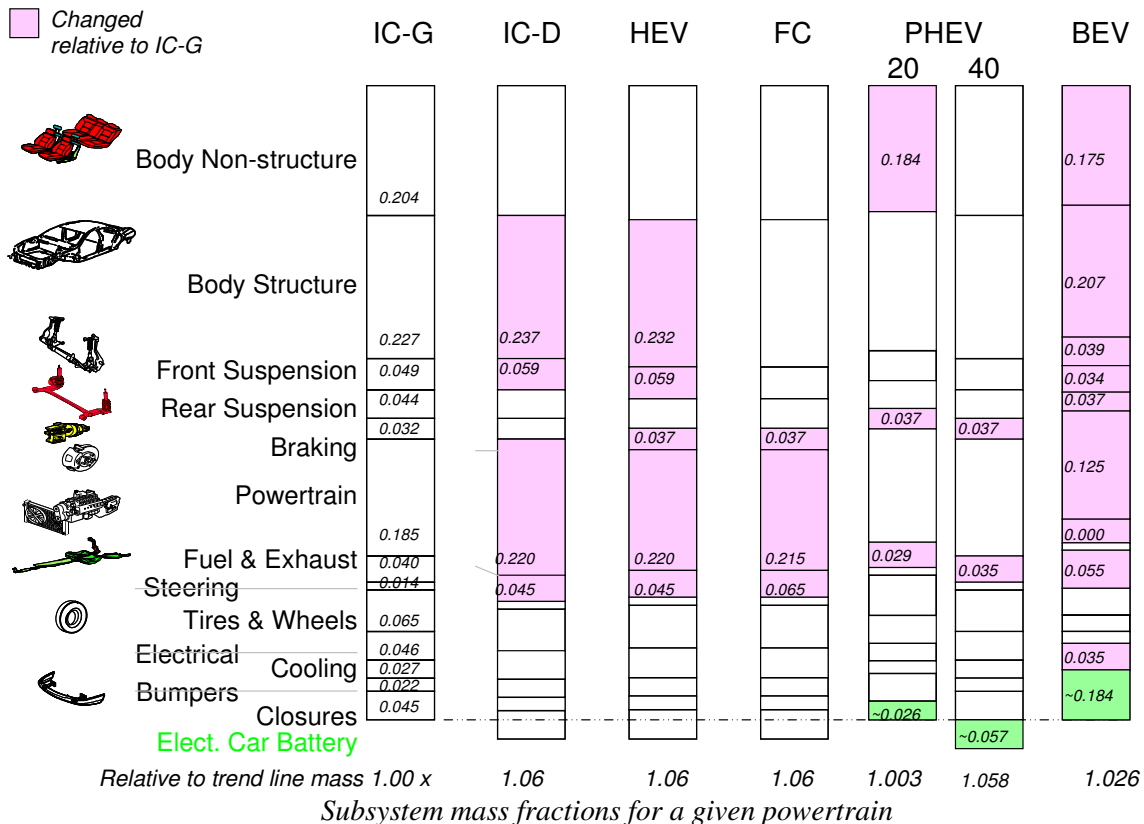 Changed
relative to IC-G
IC-G IC-D HEV FC PHEV BEV
20 40
Body Non-structure 0.184 0.175
0.204
Body Structure 0.207
0.227 0.237 0.232
0.039
Front Suspension 0.049 0.059 0.059 0.034
Rear Suspension 0.044 0.037 0.037
0.032 0.037 0.037 0.037
Braking
0.125
Powertrain
0.185 0.000
Fuel & Exhaust 0.040 0.220 0.220 0.215 0.029 0.035 0.055
Steering 0.014 0.045 0.045 0.065
Tires & Wheels 0.065
Electrical 0.046 0.035
Cooling 0.027
Bumpers 0.022 ~0.184
Closures 0.045 ~0.026
Elect. Car Battery ~0.057
Relative to trend line mass 1.00 x 1.06 1.06 1.06 1.003 1.058 1.026
Subsystem mass fractions for a given powertrain